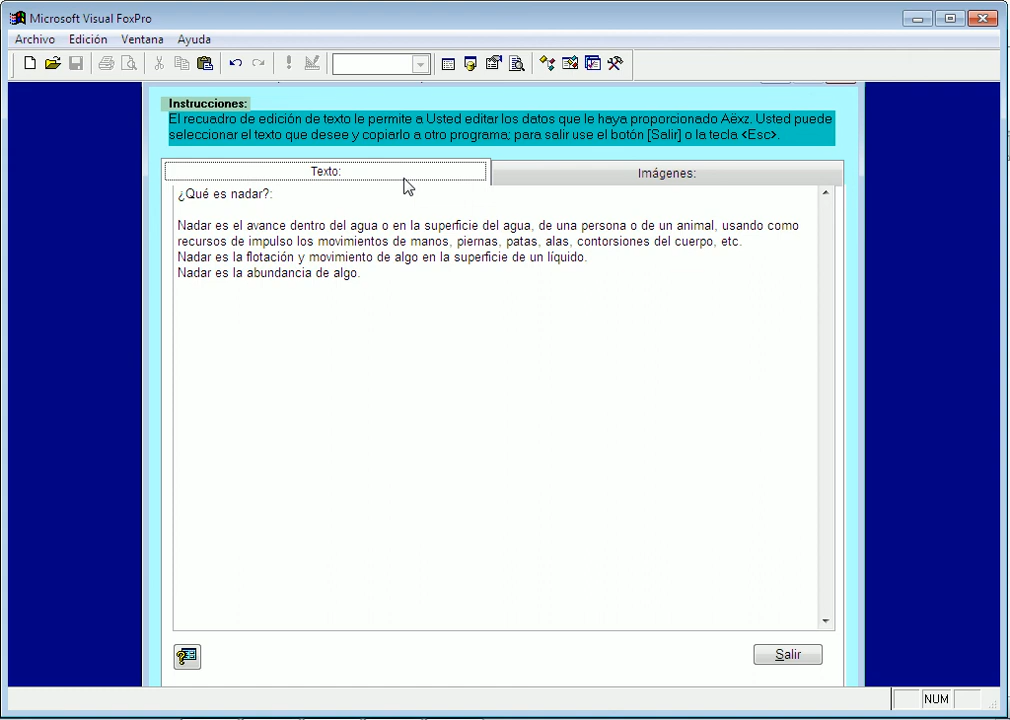 Microsoft Visual FoxPro
Archivo Edición Ventana Ayuda
Instrucciones:
El recuadro de edición de texto le permite a Usted editar los datos que le haya proporcionado Aëxz. Usted puede
seleccionar el texto que desee y copiarlo a otro programa; para salir use el botón [Salir] o la tecla <Esc>.
Texto: Imágenes:
¿Qué es nadar?:
Nadar es el avance dentro del agua o en la superficie del agua, de una persona o de un animal, usando como
recursos de impulso los movimientos de manos, piernas, patas, alas, contorsiones del cuerpo, etc.
Nadar es la flotación y movimiento de algo en la superficie de un líquido.
Nadar es la abundancia de algo.
Salir
NUM